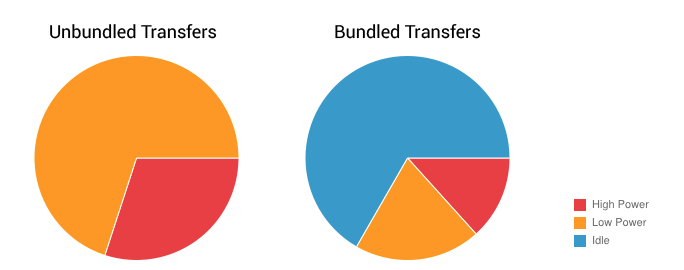 Unbundled Transfers
Bundled Transfers
High Power
Low Power
Idle